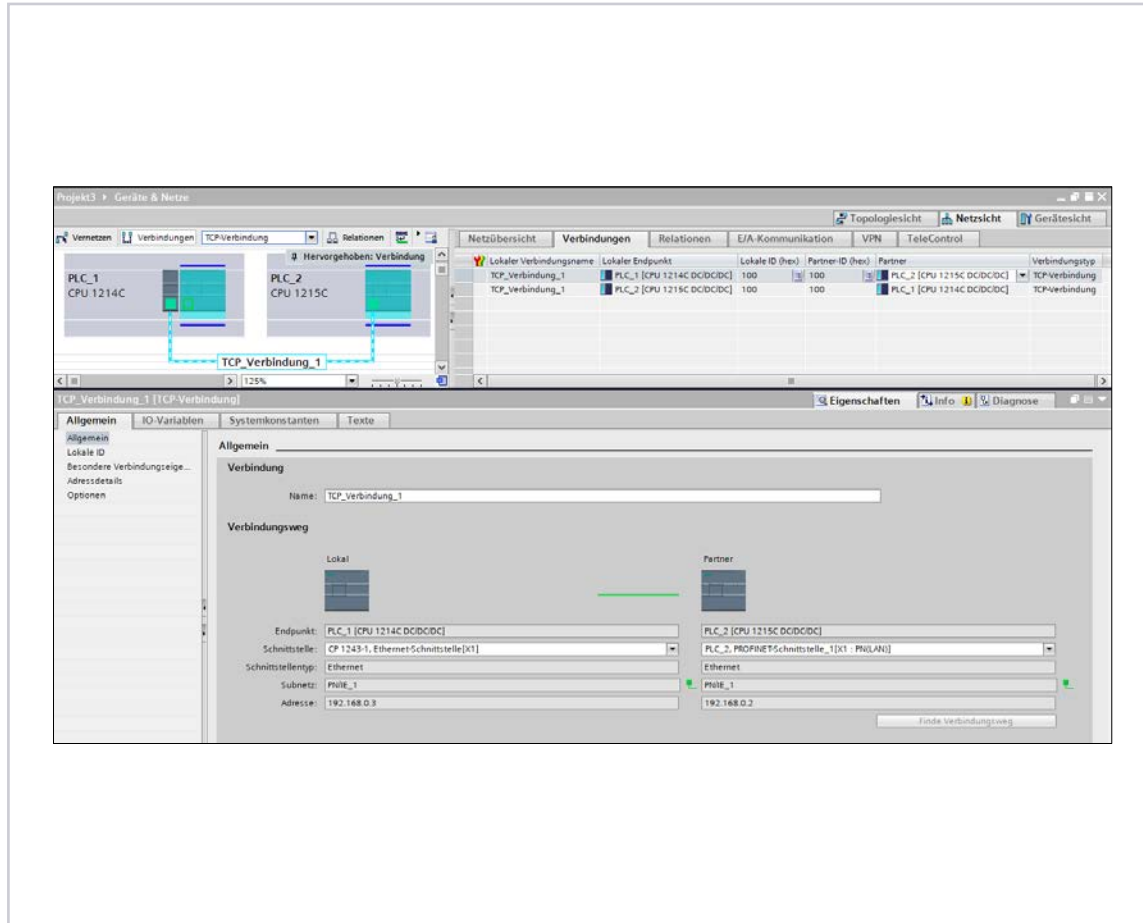 Projekt3 ▸ Geräte & Netze
Topologiesicht Netzsicht Gerätesicht
Vernetzen Verbindungen TCP-Verbindung Relationen
Netzübersicht Verbindungen Relationen E/A-Kommunikation VPN TeleControl
Hervorgehoben: Verbindung
PLC_1
CPU 1214C
PLC_2
CPU 1215C
TCP_Verbindung_1
125%
Lokaler Verbindungsname Lokaler Endpunkt Lokale ID (hex) Partner-ID (hex) Partner Verbindungstyp
TCP_Verbindung_1 PLC_1 [CPU 1214C DC/DC/DC] 100 100 PLC_2 [CPU 1215C DC/DC/DC] TCP-Verbindung
TCP_Verbindung_1 PLC_2 [CPU 1215C DC/DC/DC] 100 100 PLC_1 [CPU 1214C DC/DC/DC] TCP-Verbindung
TCP_Verbindung_1 [TCP-Verbindung]
Eigenschaften Info Diagnose
Allgemein IO-Variablen Systemkonstanten Texte
Allgemein
Lokale ID
Besondere Verbindungseige...
Adressdetails
Optionen
Allgemein
Verbindung
Name: TCP_Verbindung_1
Verbindungsweg
Lokal Partner
Endpunkt: PLC_1 [CPU 1214C DC/DC/DC] PLC_2 [CPU 1215C DC/DC/DC]
Schnittstelle: CP 1243-1, Ethernet-Schnittstelle[X1] PLC_2, PROFINET-Schnittstelle_1[X1 : PN(LAN)]
Schnittstellentyp: Ethernet Ethernet
Subnetz: PN/IE_1 PN/IE_1
Adresse: 192.168.0.3 192.168.0.2
Finde Verbindungsweg